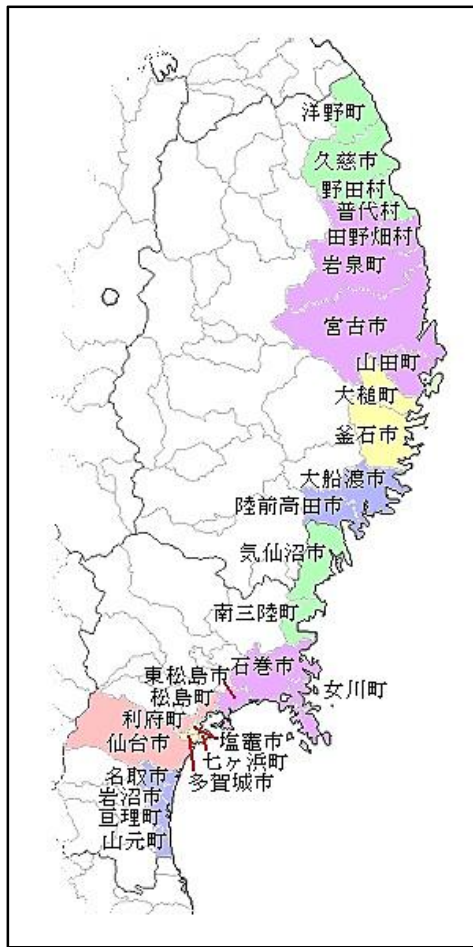 洋野町
久慈市
野田村
普代村
田野畑村
岩泉町
宮古市
山田町
大槌町
釜石市
大船渡市
陸前高田市
気仙沼市
南三陸町
石巻市
東松島市
女川町
松島町
利府町
塩竈市
仙台市
七ヶ浜町
多賀城市
名取市
岩沼市
亘理町
山元町